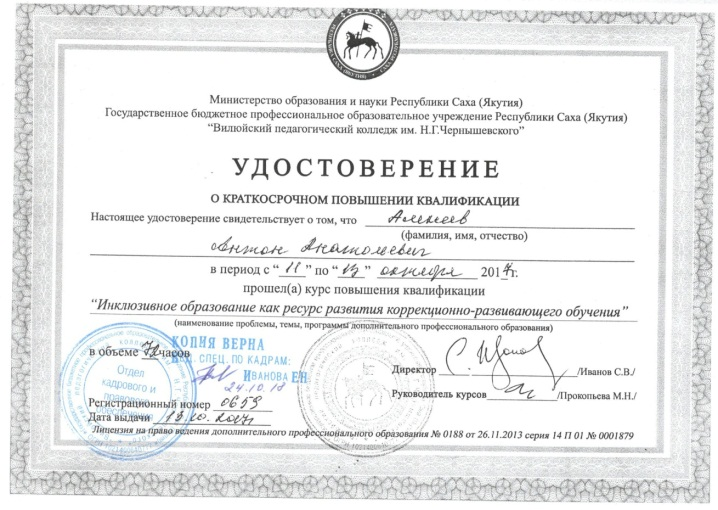 Министерство образования и науки Республики Саха (Якутия)
Государственное бюджетное профессиональное образовательное учреждение Республики Саха (Якутия)
"Вилюйский педагогический колледж им. Н.Г.Чернышевского"
УДОСТОВЕРЕНИЕ
О КРАТКОСРОЧНОМ ПОВЫШЕНИИ КВАЛИФИКАЦИИ
Настоящее удостоверение свидетельствует о том, что Алексеев
(фамилия, имя, отчество)
Антон Анатольевич
в период с "11" по "13" октября 2017г.
прошел(а) курс повышения квалификации
"Инклюзивное образование как ресурс развития коррекционно-развивающего обучения"
(наименование проблемы, темы, программы дополнительного профессионального образования)
КОПИЯ ВЕРНА
в объеме 72 часов
ВЕД. СПЕЦ. ПО КАДРАМ:
ИВАНОВА ЕН
24.10.18
Отдел
кадрового и
правового
обеспечения
Директор /Иванов С.В./
Руководитель курсов /Прокопьева М.Н./
Регистрационный номер 0659
Дата выдачи 13.10.2017г
Лицензия на право ведения дополнительного профессионального образования № 0188 от 26.11.2013 серия 14 П 01 № 0001879